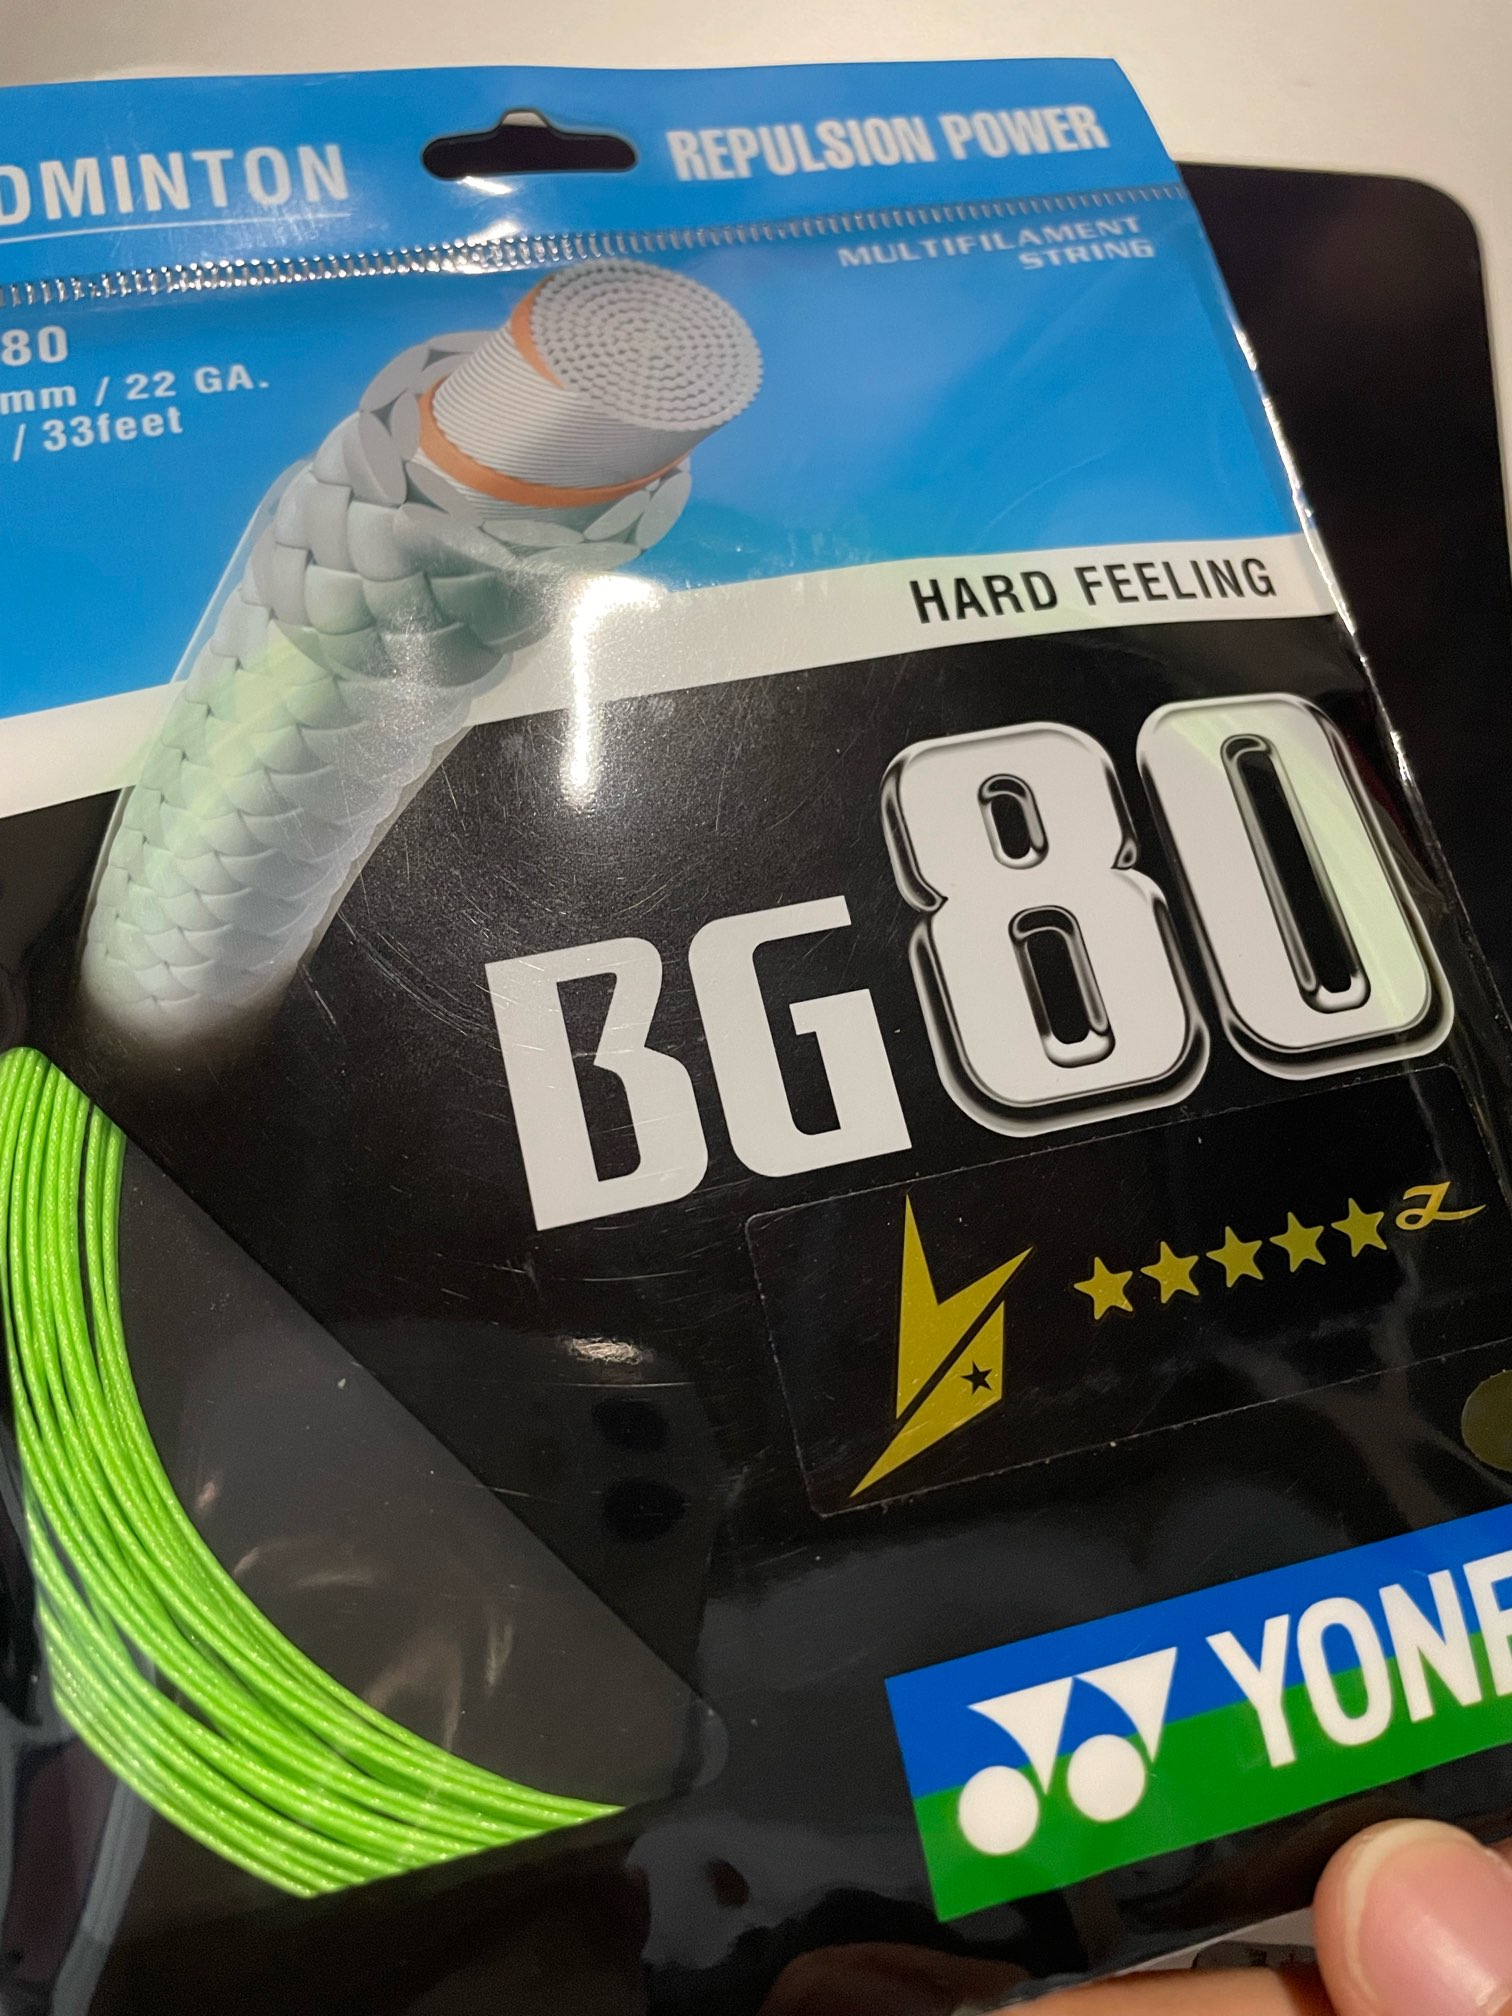 DMINTON
REPULSION POWER
MULTIFILAMENT
STRING
80
mm / 22 GA.
/ 33feet
HARD FEELING
BG80
★★★★★Z
YONE